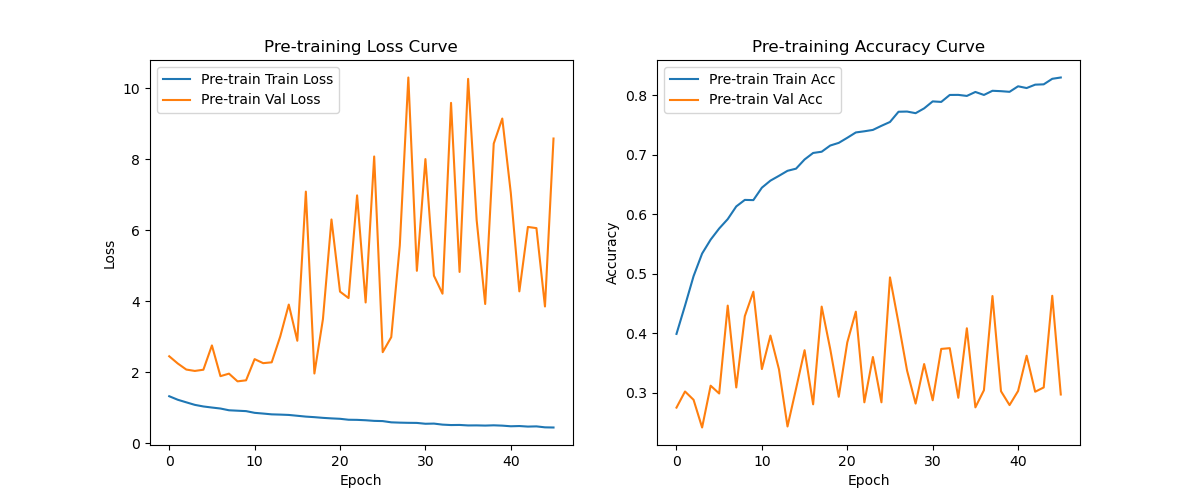 Pre-training Loss Curve
Pre-train Train Loss
Pre-train Val Loss
Loss
10
8
6
4
2
0
0 10 20 30 40
Epoch
Pre-training Accuracy Curve
Pre-train Train Acc
Pre-train Val Acc
Accuracy
0.8
0.7
0.6
0.5
0.4
0.3
0 10 20 30 40
Epoch